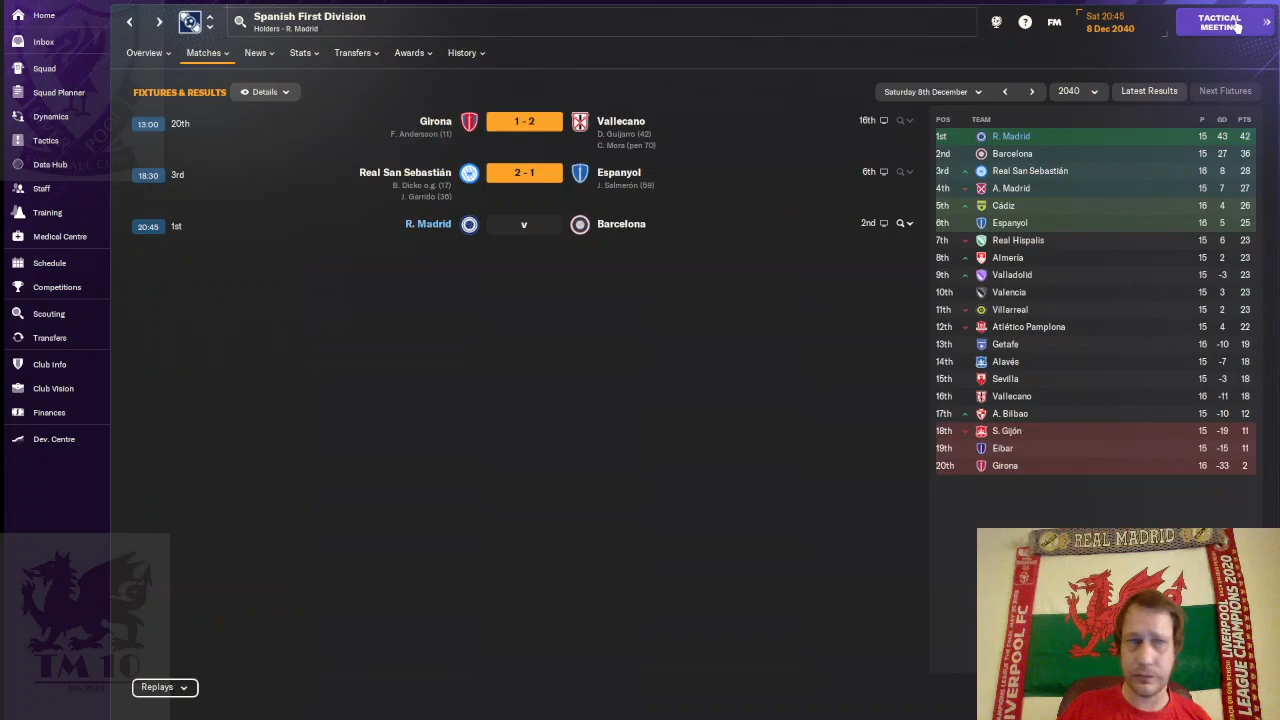 Home
Inbox
Squad
Squad Planner
Dynamics
Tactics
Data Hub
Staff
Training
Medical Centre
Schedule
Competitions
Scouting
Transfers
Club Info
Club Vision
Finances
Dev. Centre
TM 10
Spanish First Division
Holders - R. Madrid
FM
Sat 20:45
8 Dec 2040
TACTICAL MEETING
Overview Matches News Stats Transfers Awards History
FIXTURES & RESULTS Details
Saturday 8th December 2040 Latest Results Next Fixtures
13:00 20th Girona 1 - 2 Vallecano 16th
F. Andersson (11) D. Guijarro (42)
C. Mora (pen 70)
18:30 3rd Real San Sebastián 2 - 1 Espanyol 6th
B. Dicko o.g. (17) J. Salmerón (59)
J. Garrido (36)
20:45 1st R. Madrid v Barcelona 2nd
POS TEAM P GD PTS
1st R. Madrid 15 43 42
2nd Barcelona 15 27 36
3rd Real San Sebastián 16 8 28
4th A. Madrid 15 7 27
5th Cádiz 16 4 26
6th Espanyol 16 5 25
7th Real Hispalis 15 6 23
8th Almería 15 2 23
9th Valladolid 15 -3 23
10th Valencia 15 3 23
11th Villarreal 15 2 23
12th Atlético Pamplona 15 4 22
13th Getafe 16 -10 19
14th Alavés 15 -7 18
15th Sevilla 15 -3 18
16th Vallecano 16 -11 18
17th A. Bilbao 15 -10 12
18th S. Gijón 15 -19 11
19th Eibar 15 -15 11
20th Girona 16 -33 2
Replays
REAL MADRID
LIVERPOOL FC
LIVERPOOL
LEAGUE CHAMPIONS 2020